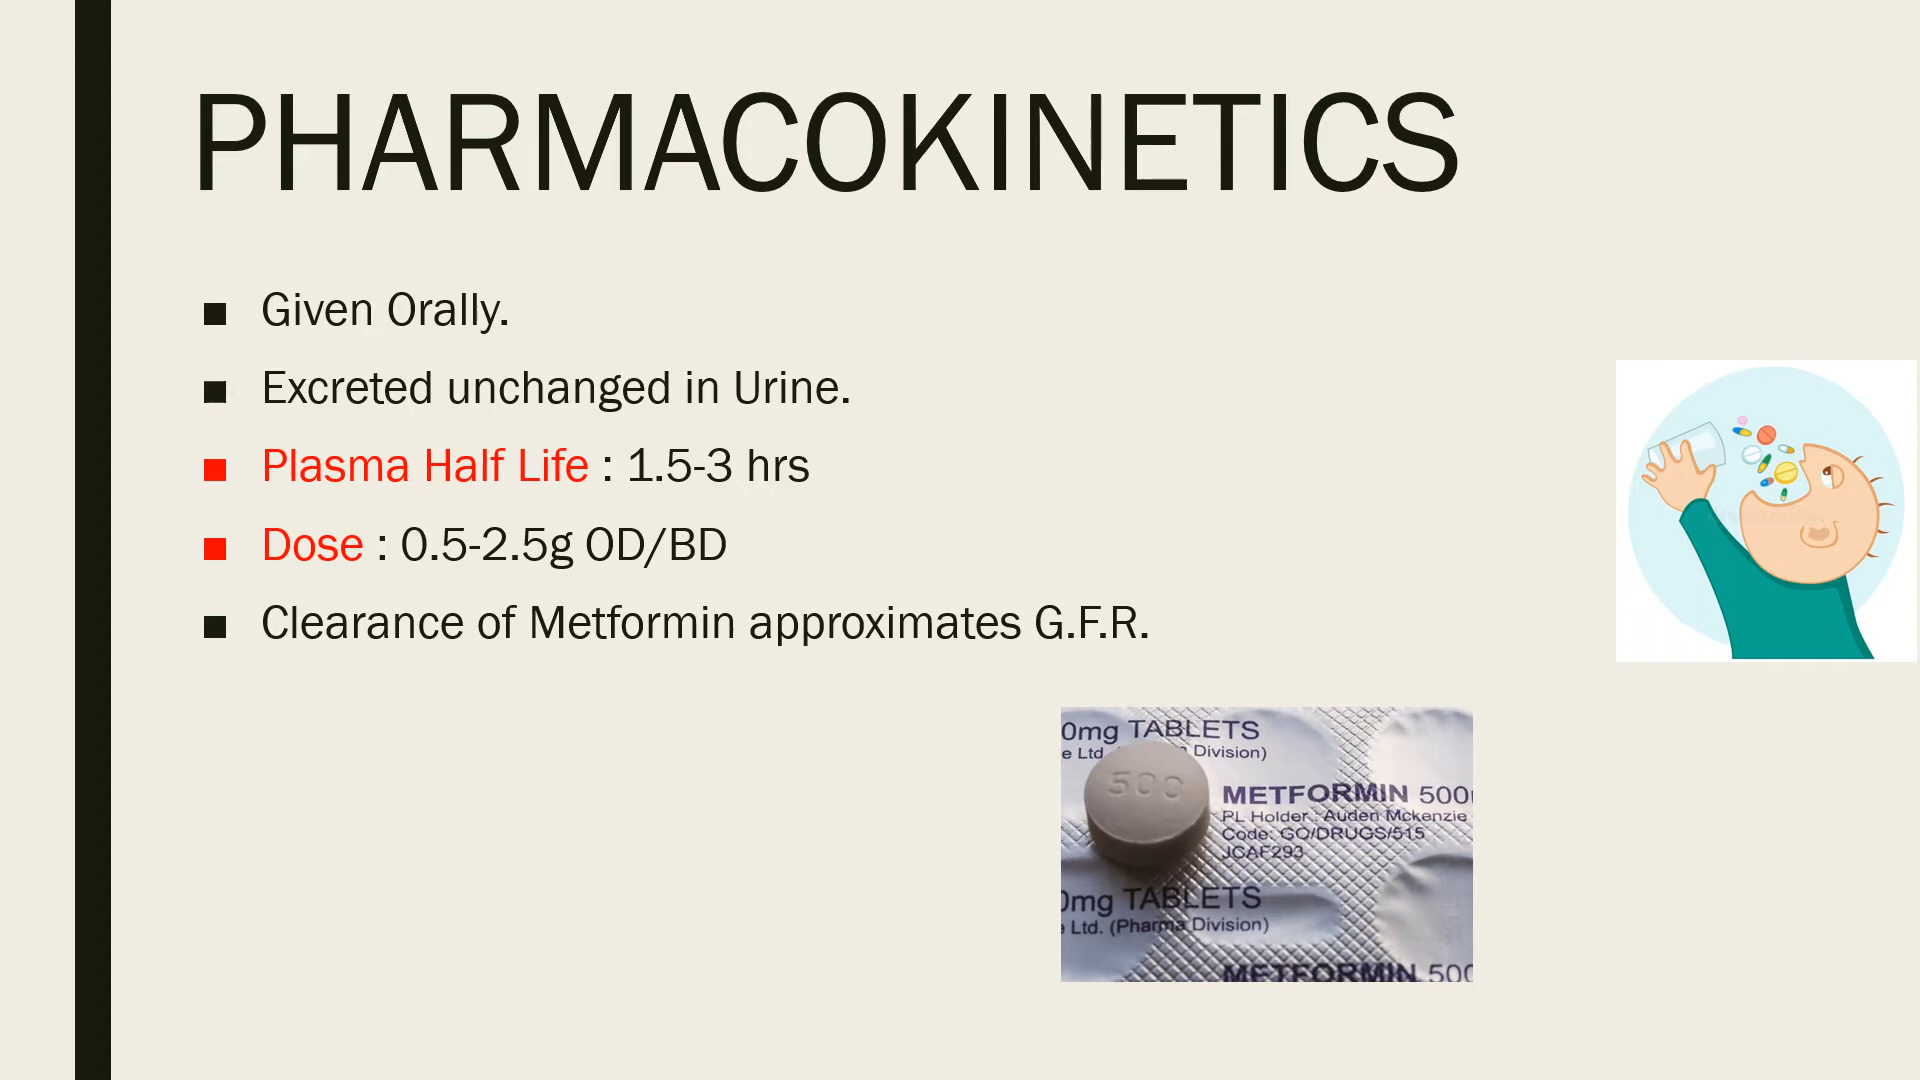 PHARMACOKINETICS
Given Orally.
Excreted unchanged in Urine.
Plasma Half Life : 1.5-3 hrs
Dose : 0.5-2.5g OD/BD
Clearance of Metformin approximates G.F.R.
0mg TABLETS
e Ltd. Division)
500
METFORMIN 500
PL Holder : Auden Mckenzie
Code: GO/DRUGS/515
JCAF293
0mg TABLETS
e Ltd. (Pharma Division)
METFORMIN 500